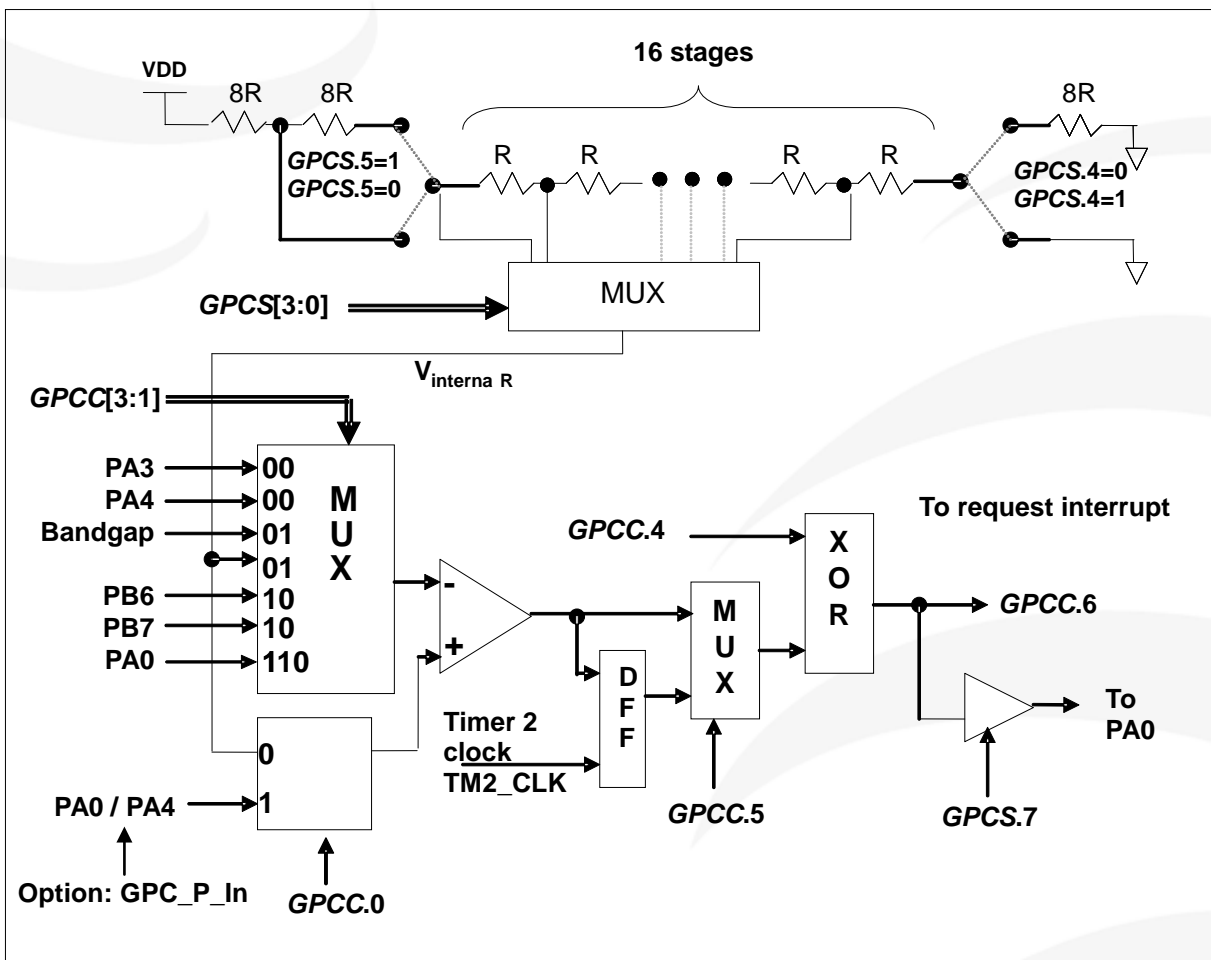 16 stages
VDD
8R
8R
8R
GPCS.5=1
GPCS.5=0
R
R
R
R
GPCS.4=0
GPCS.4=1
MUX
GPCS[3:0]
Vinterna R
GPCC[3:1]
PA3
00
PA4
00
Bandgap
01
01
PB6
10
PB7
10
PA0
110
M
U
X
-
+
0
1
PA0 / PA4
Option: GPC_P_In
GPCC.0
Timer 2
clock
TM2_CLK
D
F
F
M
U
X
GPCC.5
GPCC.4
X
O
R
To request interrupt
GPCC.6
To
PA0
GPCS.7